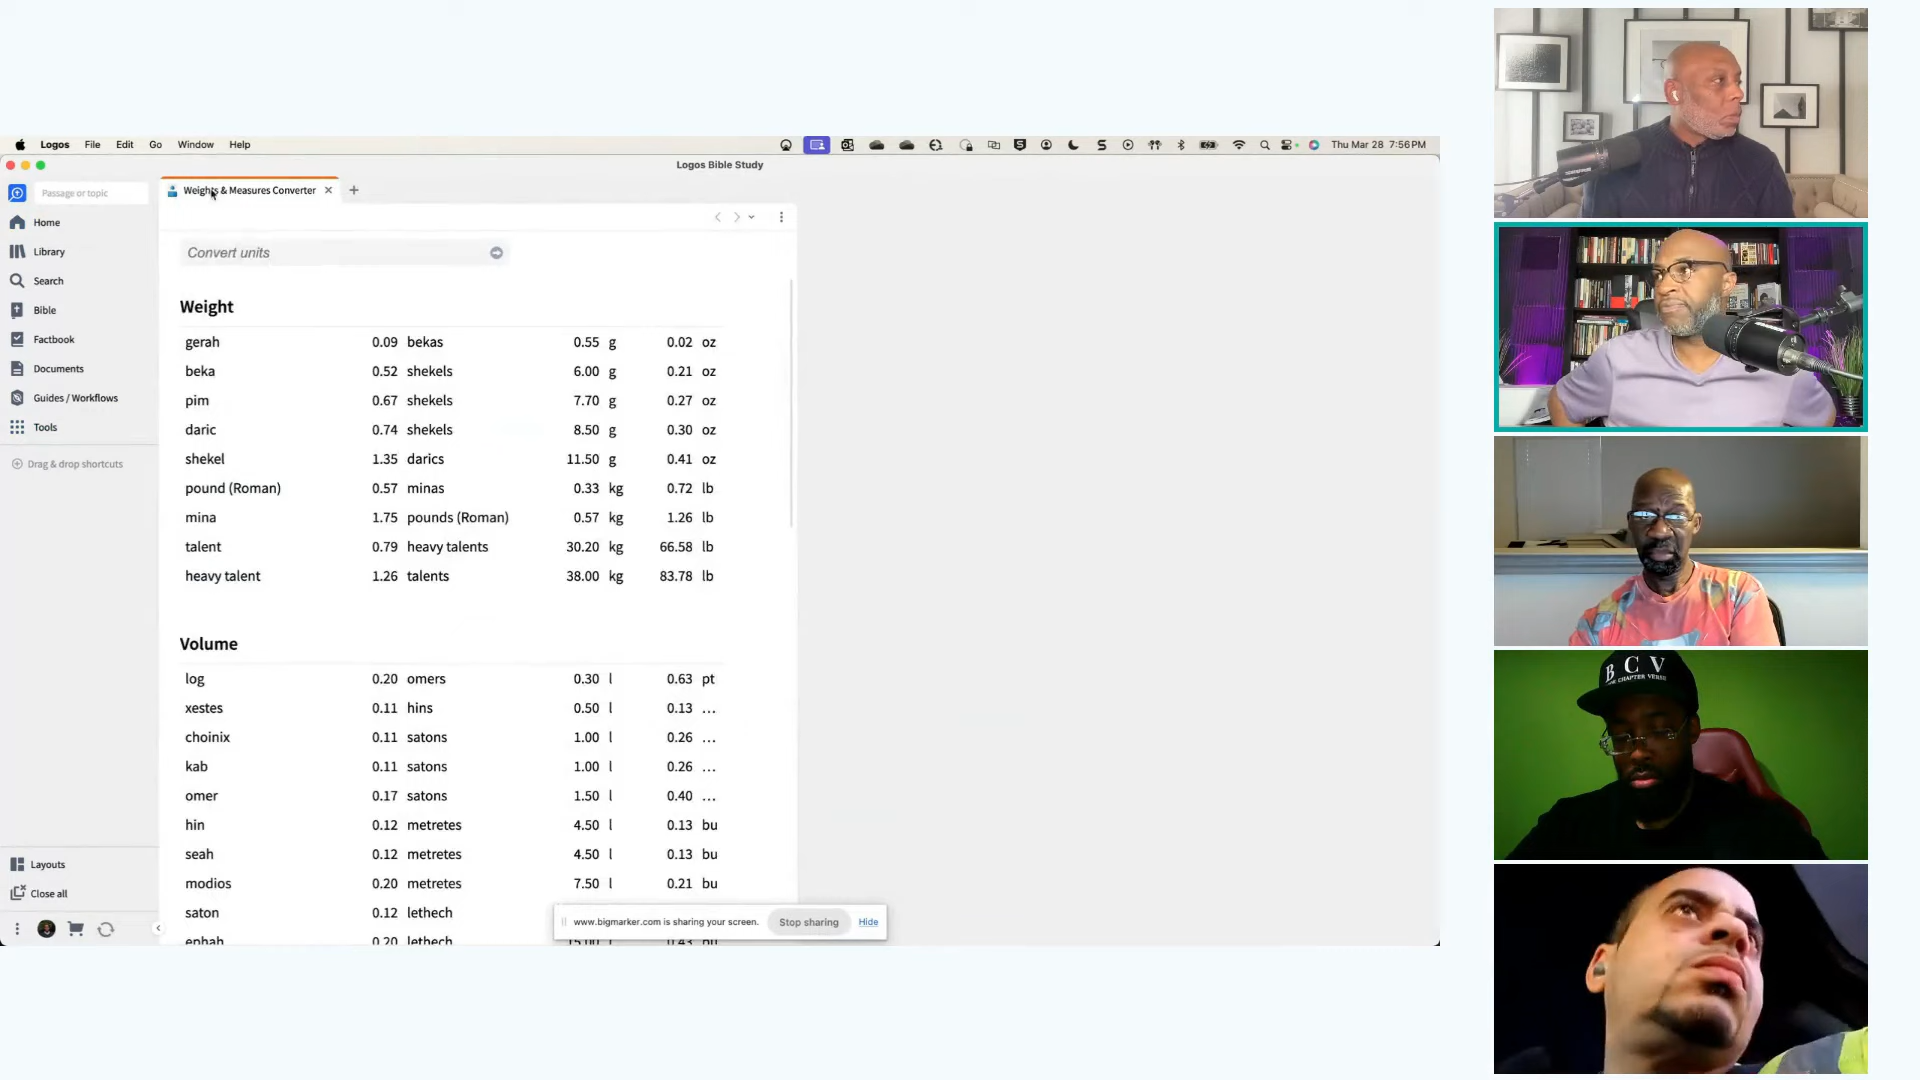 Logos File Edit Go Window Help
Thu Mar 28 7:56 PM
Logos Bible Study
Passage or topic
Home
Library
Search
Bible
Factbook
Documents
Guides / Workflows
Tools
Drag & drop shortcuts
Layouts
Close all
Weights & Measures Converter
Convert units
Weight
gerah 0.09 bekas 0.55 g 0.02 oz
beka 0.52 shekels 6.00 g 0.21 oz
pim 0.67 shekels 7.70 g 0.27 oz
daric 0.74 shekels 8.50 g 0.30 oz
shekel 1.35 darics 11.50 g 0.41 oz
pound (Roman) 0.57 minas 0.33 kg 0.72 lb
mina 1.75 pounds (Roman) 0.57 kg 1.26 lb
talent 0.79 heavy talents 30.20 kg 66.58 lb
heavy talent 1.26 talents 38.00 kg 83.78 lb
Volume
log 0.20 omers 0.30 l 0.63 pt
xestes 0.11 hins 0.50 l 0.13 ...
choinix 0.11 satons 1.00 l 0.26 ...
kab 0.11 satons 1.00 l 0.26 ...
omer 0.17 satons 1.50 l 0.40 ...
hin 0.12 metretes 4.50 l 0.13 bu
seah 0.12 metretes 4.50 l 0.13 bu
modios 0.20 metretes 7.50 l 0.21 bu
saton 0.12 lethech
ephah 0.20 lethech 15.00 l 0.43 bu
www.bigmarker.com is sharing your screen. Stop sharing Hide
B C V
CHAPTER VERSE